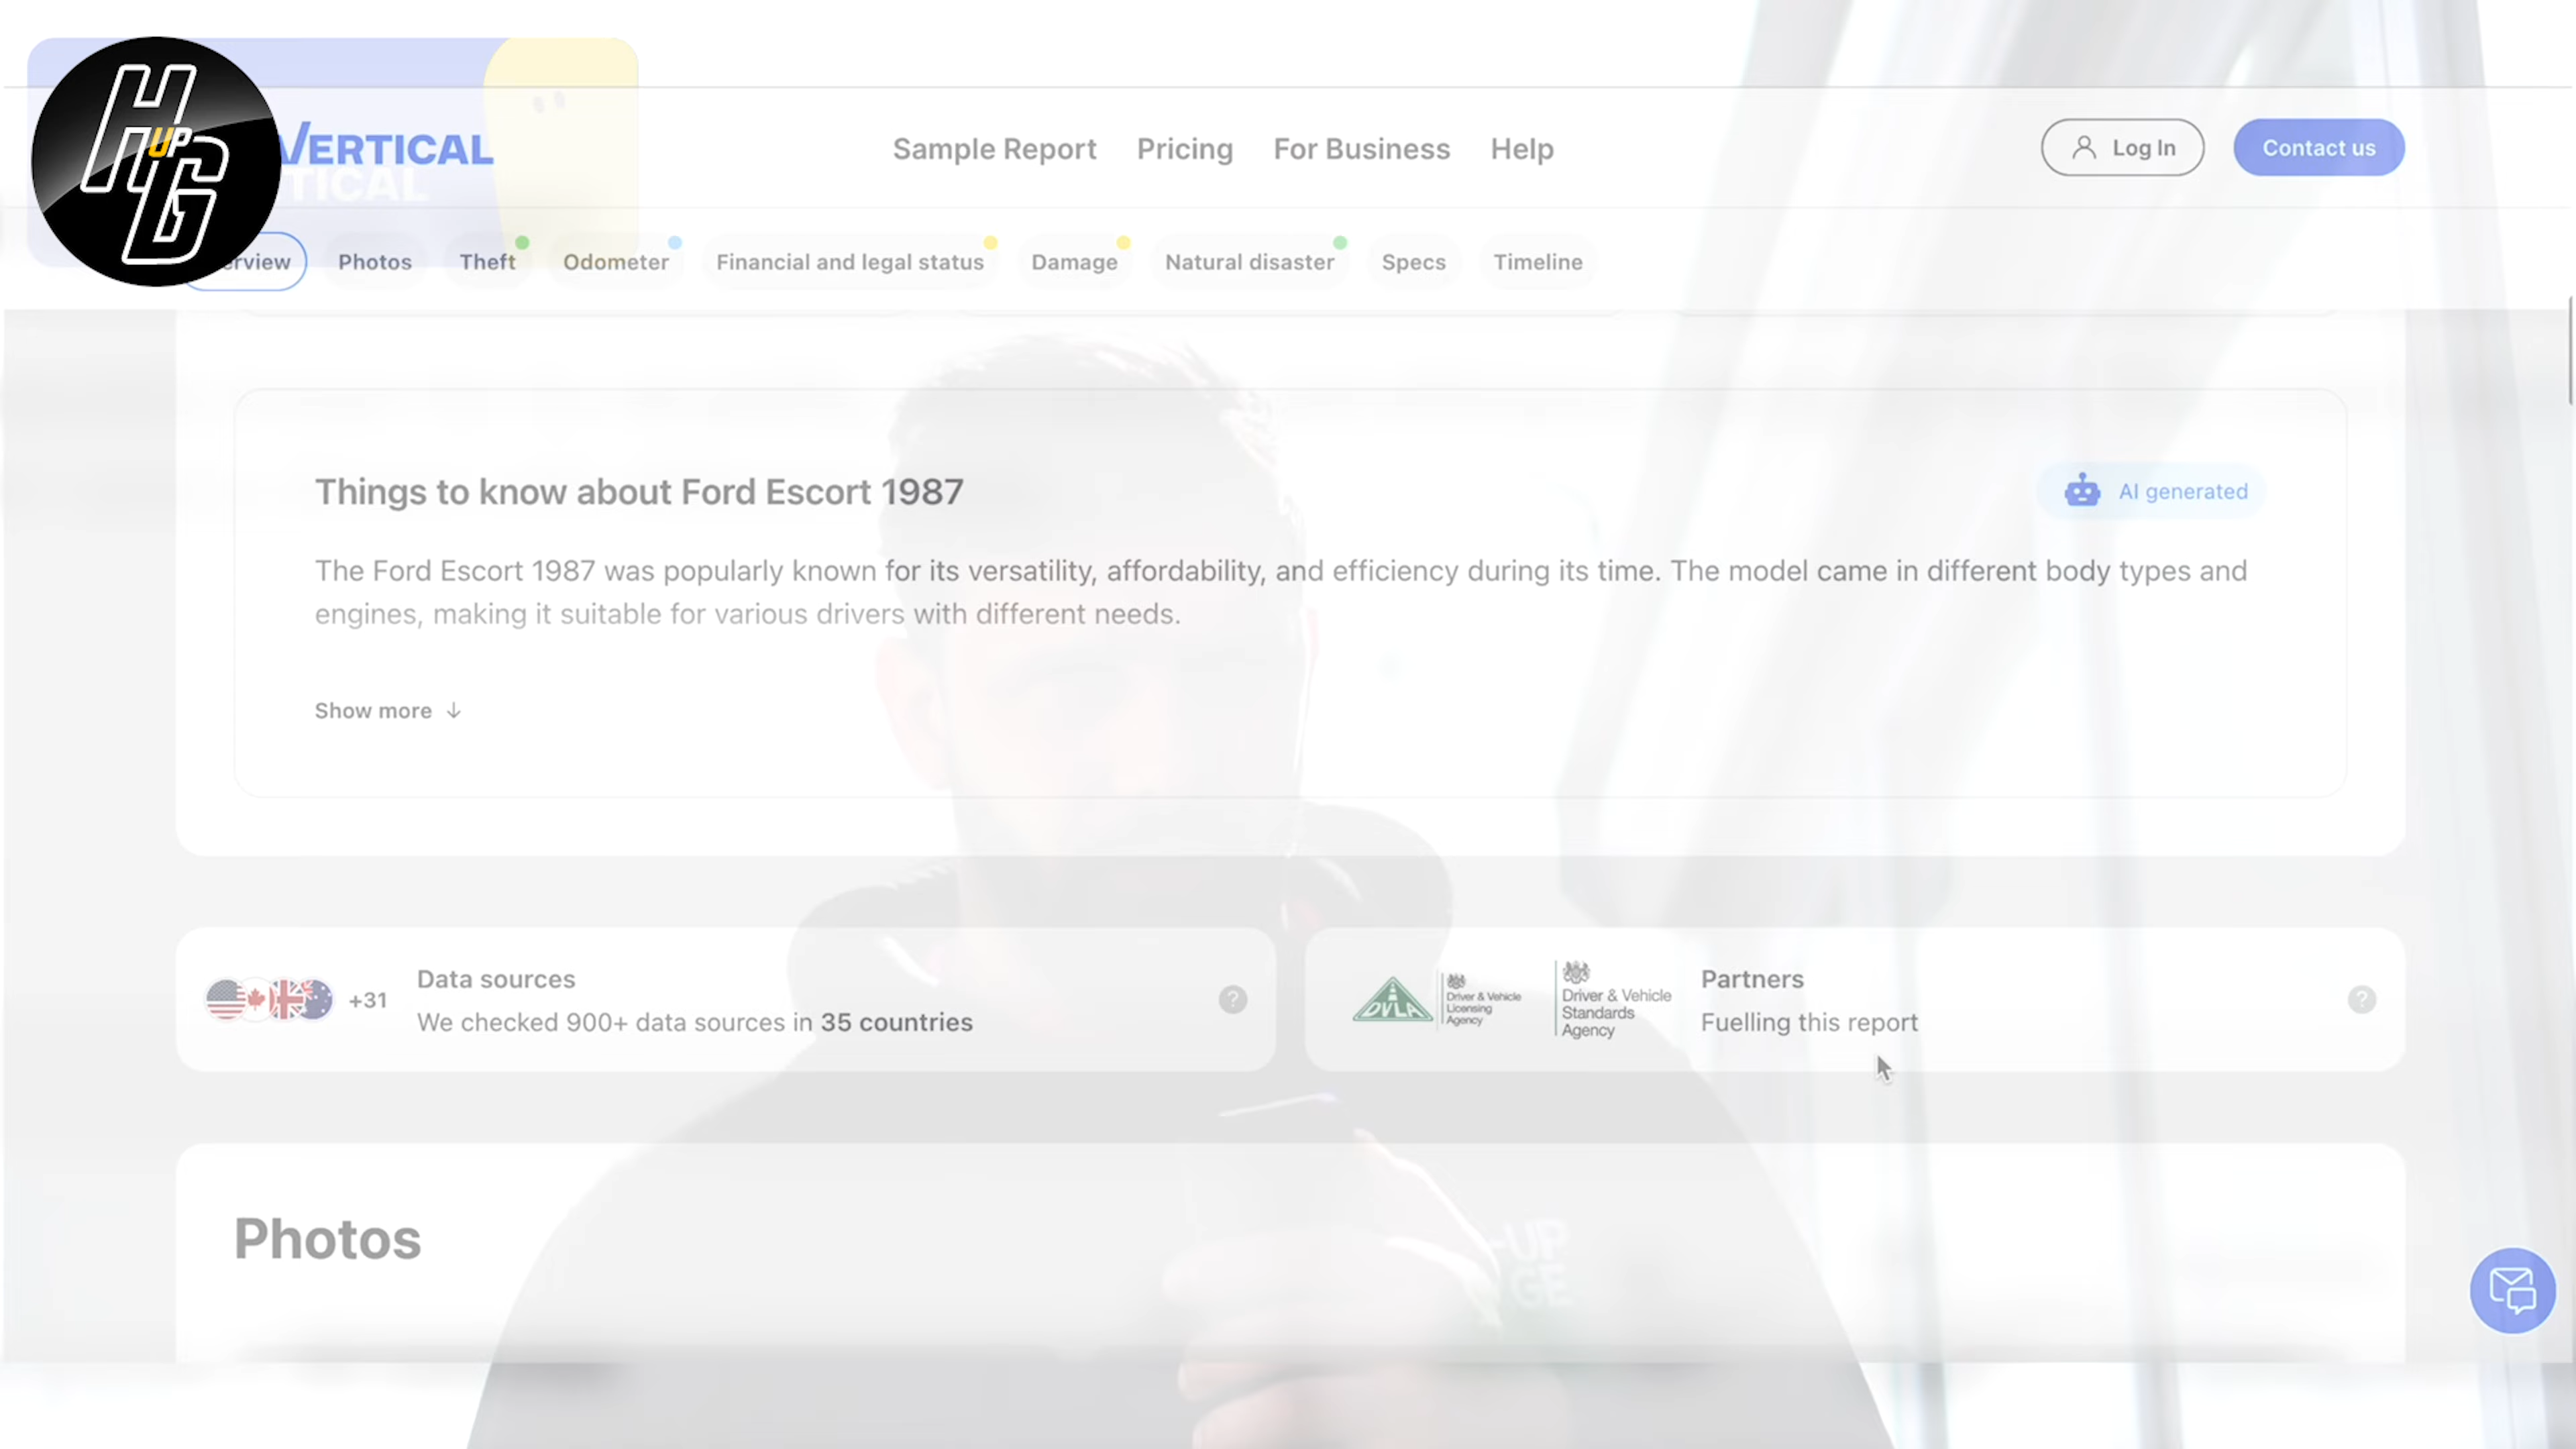 H UP G
VERTICAL
TICAL
Sample Report Pricing For Business Help
Log In
Contact us
erview Photos Theft Odometer Financial and legal status Damage Natural disaster Specs Timeline
Things to know about Ford Escort 1987
AI generated
The Ford Escort 1987 was popularly known for its versatility, affordability, and efficiency during its time. The model came in different body types and
engines, making it suitable for various drivers with different needs.
Show more
+31
Data sources
We checked 900+ data sources in 35 countries
?
DVLA
Driver & Vehicle
Licensing
Agency
Driver & Vehicle
Standards
Agency
Partners
Fuelling this report
?
Photos
-UP
GE